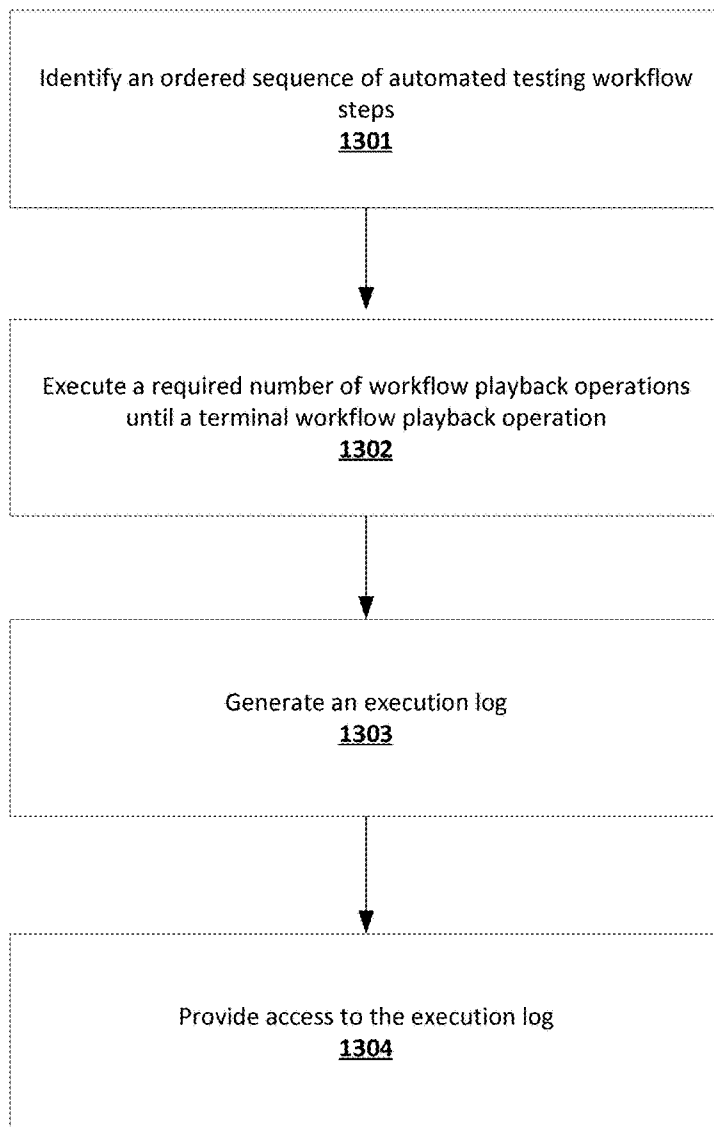 Identify an ordered sequence of automated testing workflow
steps
1301
Execute a required number of workflow playback operations
until a terminal workflow playback operation
1302
Generate an execution log
1303
Provide access to the execution log
1304